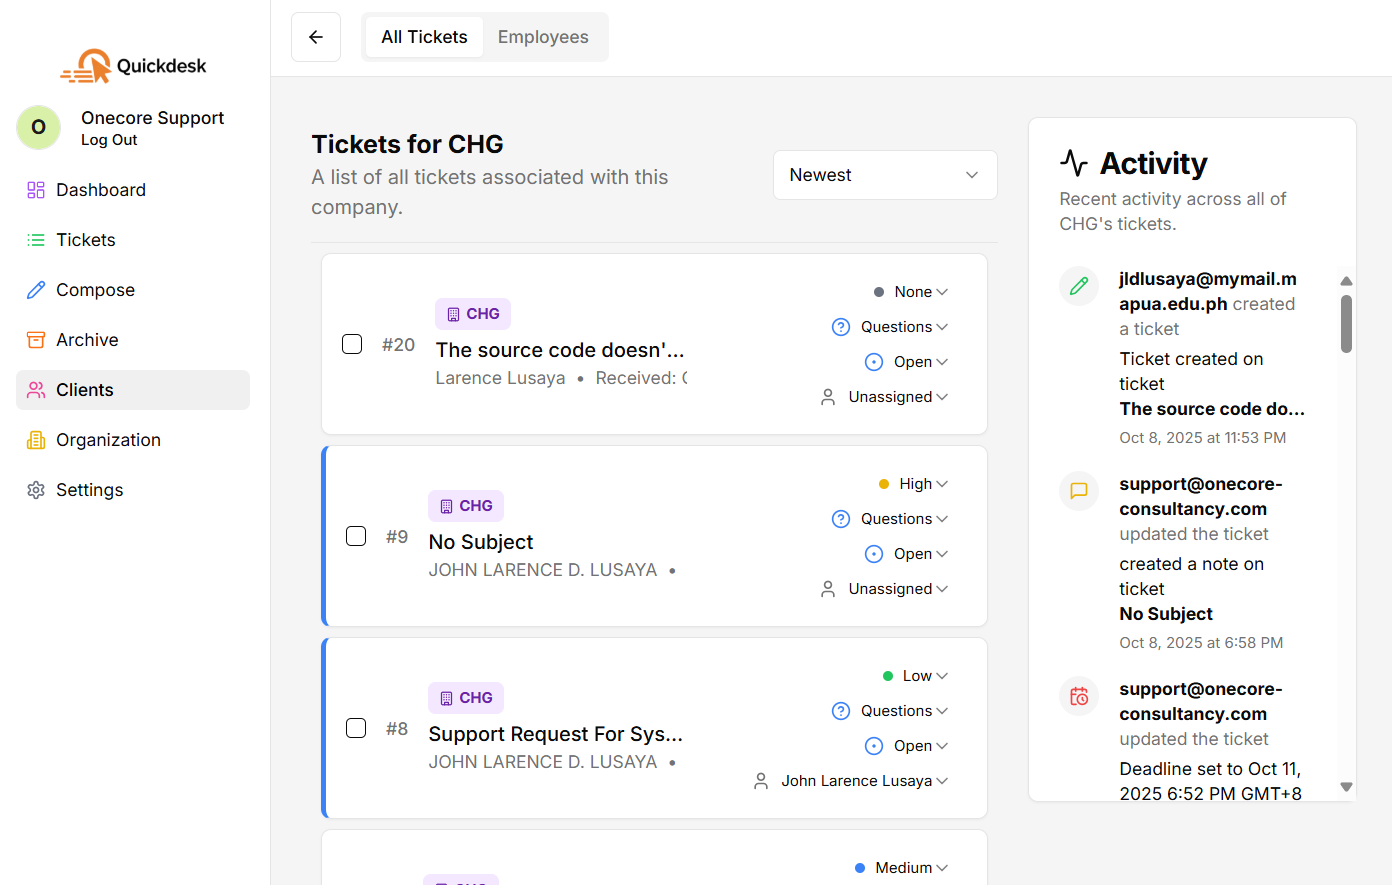 Quickdesk
O
Onecore Support
Log Out
Dashboard
Tickets
Compose
Archive
Clients
Organization
Settings
All Tickets
Employees
Tickets for CHG
A list of all tickets associated with this
company.
Newest
#20
CHG
The source code doesn'...
Larence Lusaya • Received:
None
Questions
Open
Unassigned
#9
CHG
No Subject
JOHN LARENCE D. LUSAYA •
High
Questions
Open
Unassigned
#8
CHG
Support Request For Sys...
JOHN LARENCE D. LUSAYA •
Low
Questions
Open
John Larence Lusaya
Medium
Activity
Recent activity across all of
CHG's tickets.
jldlusaya@mymail.m
apua.edu.ph created
a ticket
Ticket created on
ticket
The source code do...
Oct 8, 2025 at 11:53 PM
support@onecore-
consultancy.com
updated the ticket
created a note on
ticket
No Subject
Oct 8, 2025 at 6:58 PM
support@onecore-
consultancy.com
updated the ticket
Deadline set to Oct 11,
2025 6:52 PM GMT+8